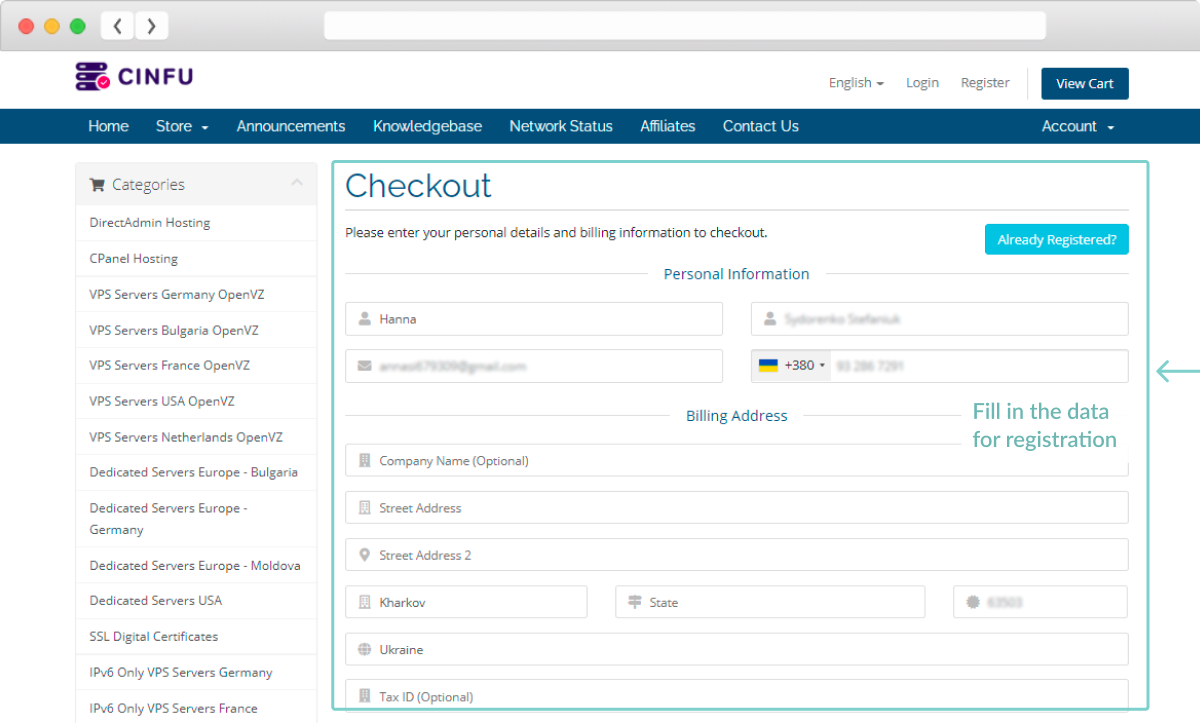 CINFU
English
Login
Register
View Cart
Home
Store
Announcements
Knowledgebase
Network Status
Affiliates
Contact Us
Account
Categories
DirectAdmin Hosting
CPanel Hosting
VPS Servers Germany OpenVZ
VPS Servers Bulgaria OpenVZ
VPS Servers France OpenVZ
VPS Servers USA OpenVZ
VPS Servers Netherlands OpenVZ
Dedicated Servers Europe - Bulgaria
Dedicated Servers Europe -
Germany
Dedicated Servers Europe - Moldova
Dedicated Servers USA
SSL Digital Certificates
IPv6 Only VPS Servers Germany
IPv6 Only VPS Servers France
Checkout
Please enter your personal details and billing information to checkout.
Already Registered?
Personal Information
Hanna
+380
Billing Address
Fill in the data
for registration
Company Name (Optional)
Street Address
Street Address 2
Kharkov
State
Ukraine
Tax ID (Optional)